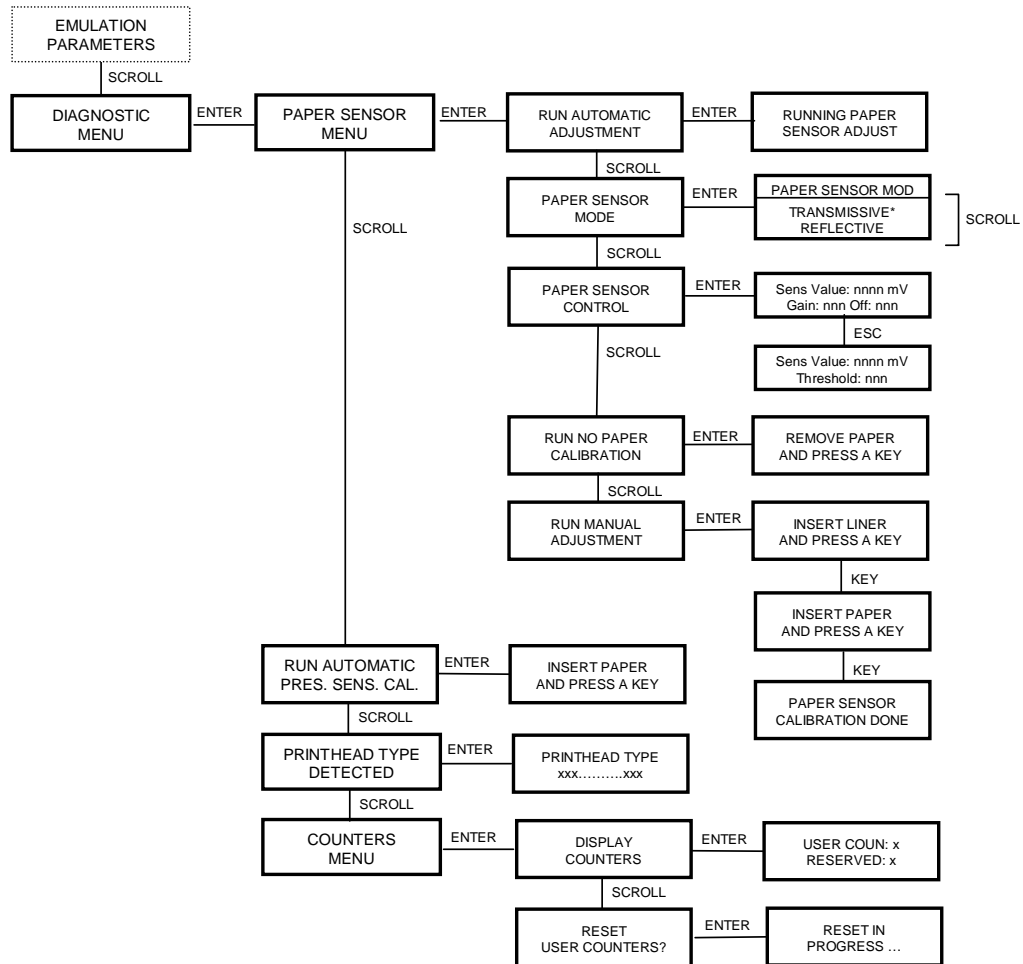 EMULATION
PARAMETERS
SCROLL
DIAGNOSTIC
MENU
ENTER
PAPER SENSOR
MENU
ENTER
RUN AUTOMATIC
ADJUSTMENT
ENTER
RUNNING PAPER
SENSOR ADJUST
SCROLL
PAPER SENSOR
MODE
ENTER
PAPER SENSOR MOD
TRANSMISSIVE*
REFLECTIVE
SCROLL
SCROLL
SCROLL
PAPER SENSOR
CONTROL
ENTER
Sens Value: nnnn mV
Gain: nnn Off: nnn
ESC
SCROLL
Sens Value: nnnn mV
Threshold: nnn
RUN NO PAPER
CALIBRATION
ENTER
REMOVE PAPER
AND PRESS A KEY
SCROLL
RUN MANUAL
ADJUSTMENT
ENTER
INSERT LINER
AND PRESS A KEY
KEY
INSERT PAPER
AND PRESS A KEY
KEY
PAPER SENSOR
CALIBRATION DONE
RUN AUTOMATIC
PRES. SENS. CAL.
ENTER
INSERT PAPER
AND PRESS A KEY
SCROLL
PRINTHEAD TYPE
DETECTED
ENTER
PRINTHEAD TYPE
xxx..........xxx
SCROLL
COUNTERS
MENU
ENTER
DISPLAY
COUNTERS
ENTER
USER COUN: x
RESERVED: x
SCROLL
RESET
USER COUNTERS?
ENTER
RESET IN
PROGRESS ...